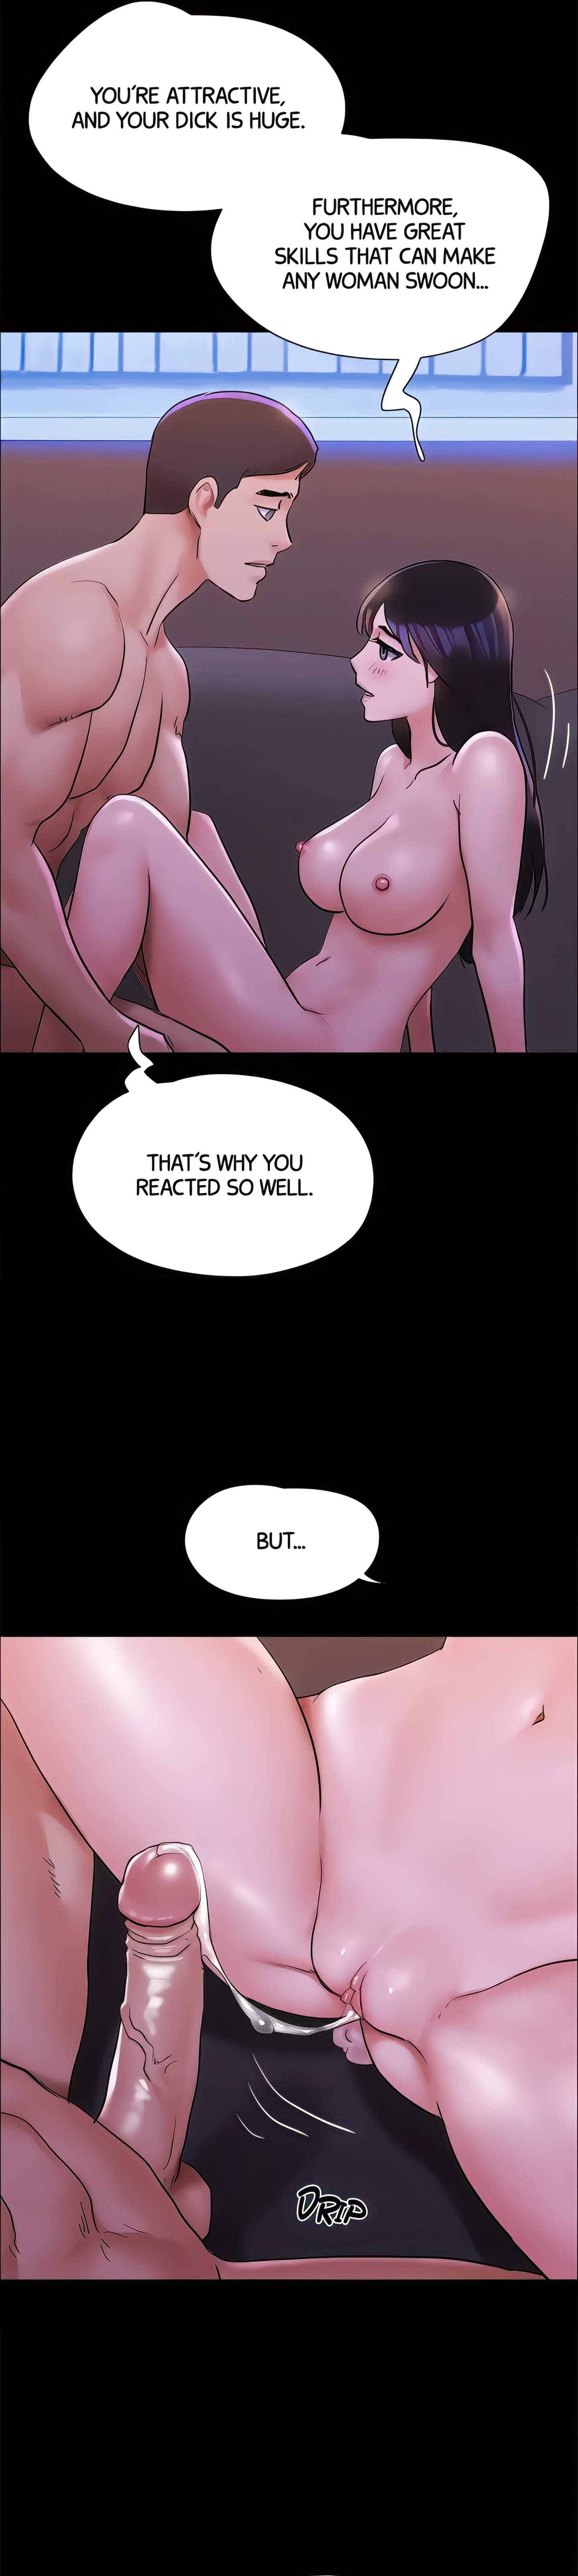 YOU'RE ATTRACTIVE,
AND YOUR DICK IS HUGE.
FURTHERMORE,
YOU HAVE GREAT
SKILLS THAT CAN MAKE
ANY WOMAN SWOON...
THAT'S WHY YOU
REACTED SO WELL.
BUT...
DRIP